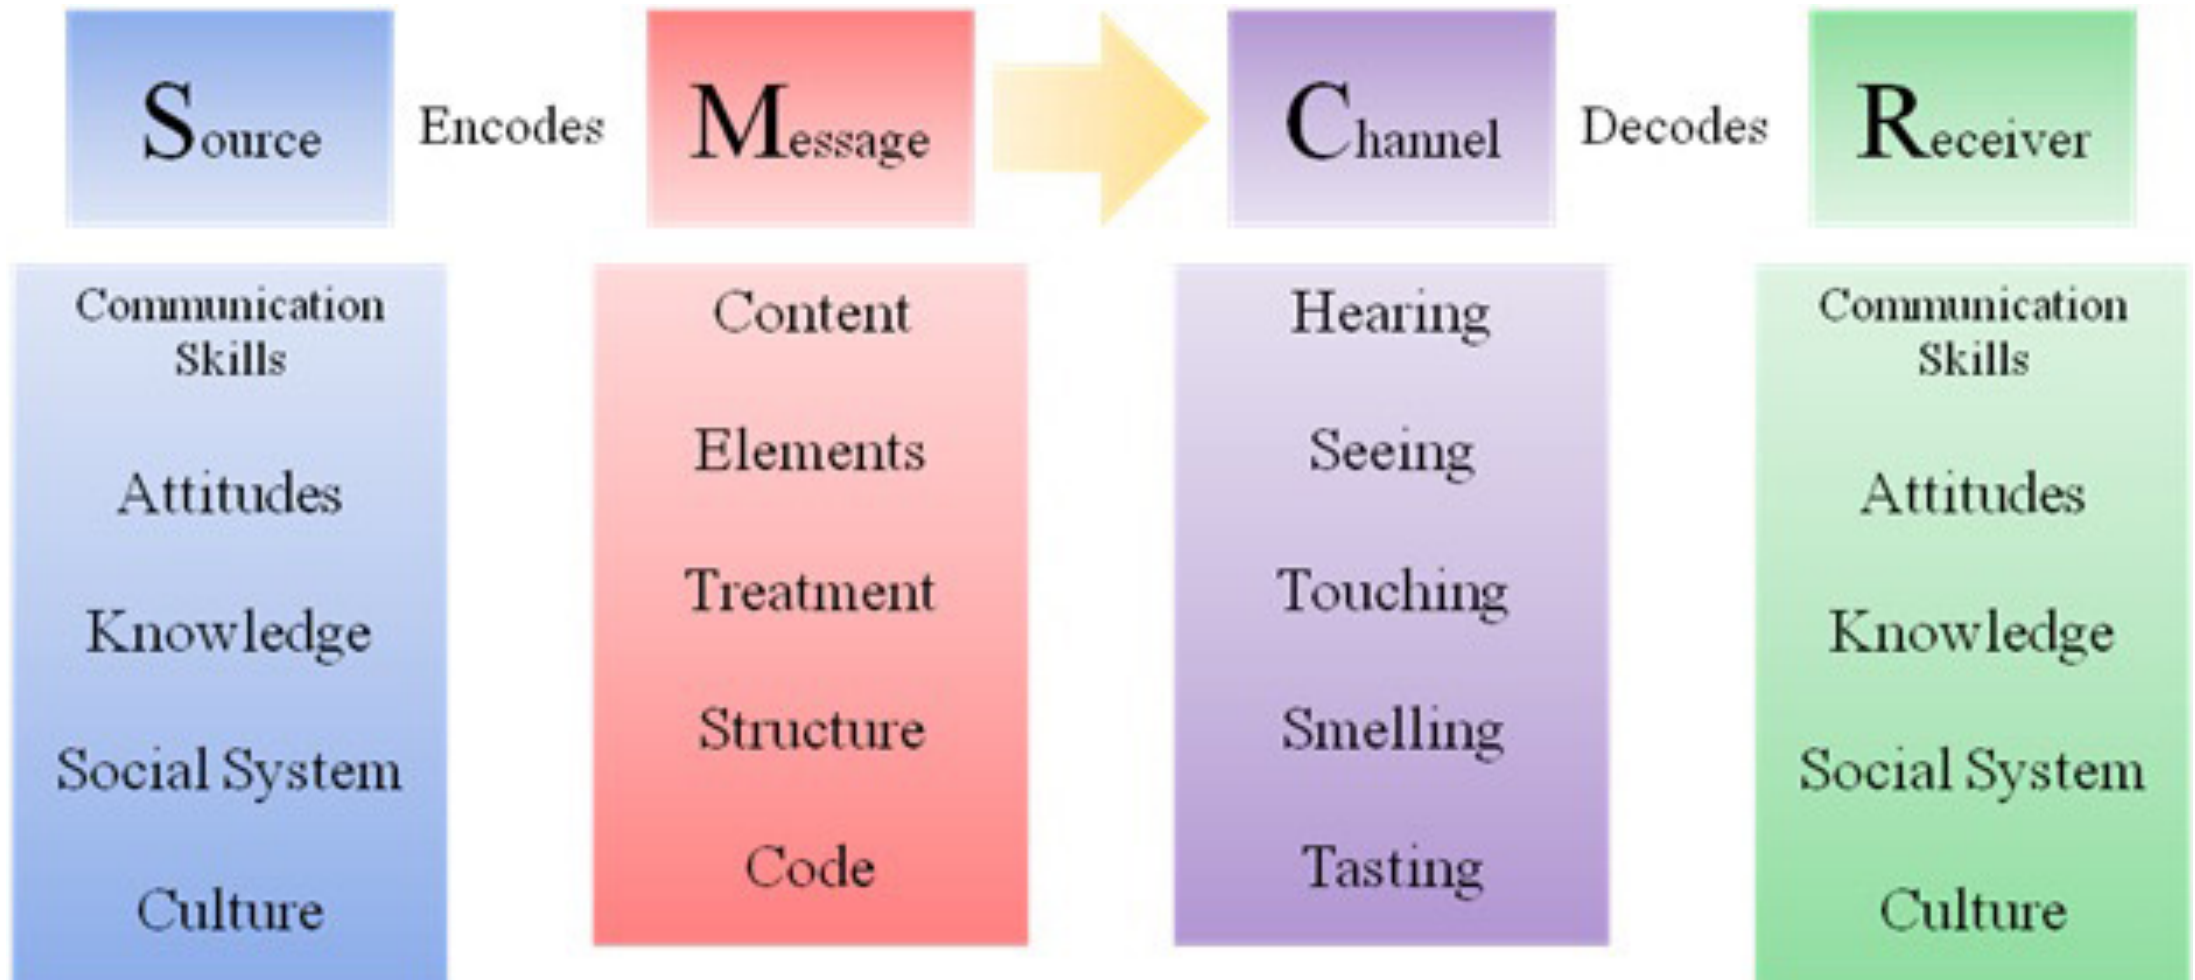 Source Encodes Message Channel Decodes Receiver
Communication
Skills
Attitudes
Knowledge
Social System
Culture
Content
Elements
Treatment
Structure
Code
Hearing
Seeing
Touching
Smelling
Tasting
Communication
Skills
Attitudes
Knowledge
Social System
Culture